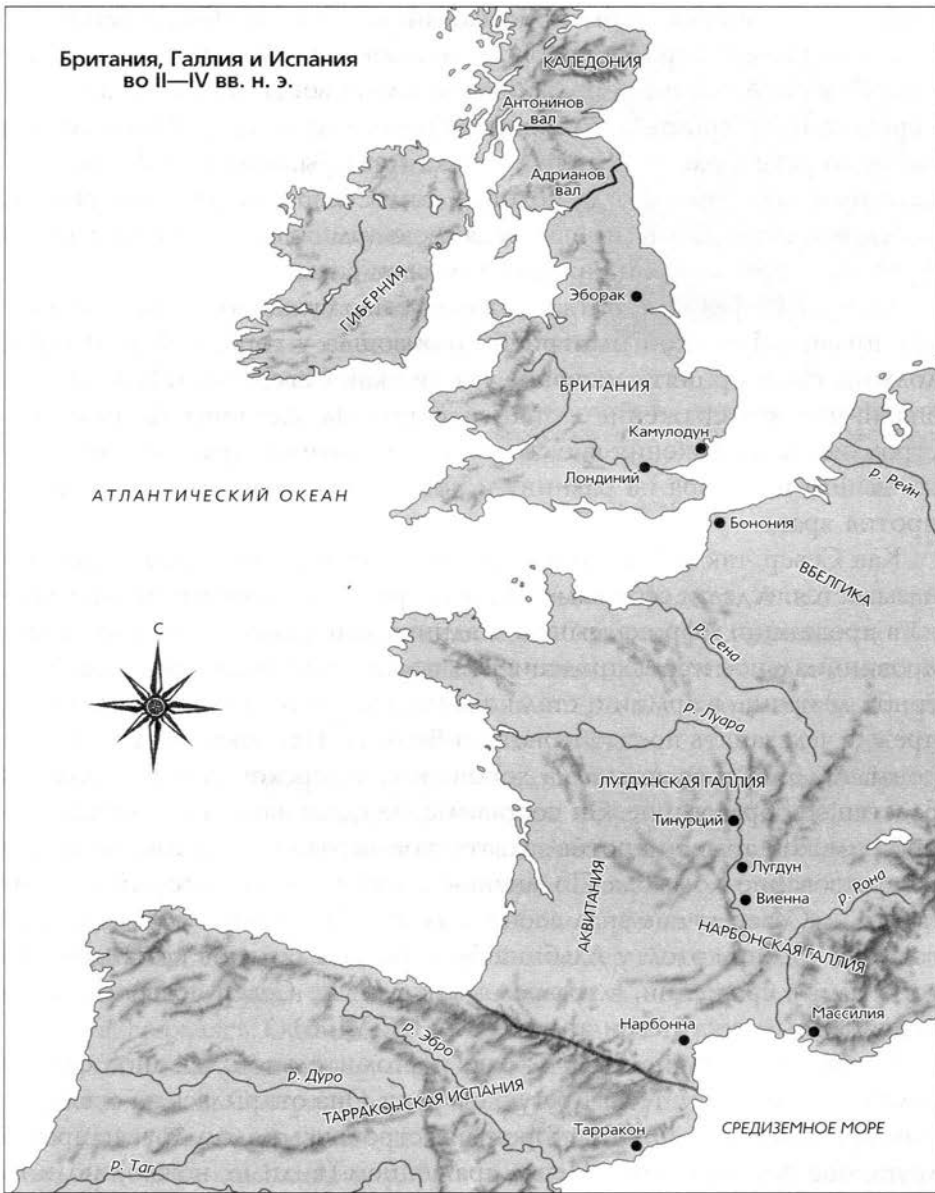 Британия, Галлия и Испания
во II—IV вв. н. э.
КАЛЕДОНИЯ
Антонинов
вал
Адрианов
вал
Эборак
ГИБЕРНИЯ
БРИТАНИЯ
Камулодун
Лондиний
р. Рейн
АТЛАНТИЧЕСКИЙ ОКЕАН
Бонония
ВБЕЛГИКА
р. Сена
С
р. Луара
ЛУГДУНСКАЯ ГАЛЛИЯ
Тинурций
Лугдун
Виенна
р. Рона
АКВИТАНИЯ
НАРБОНСКАЯ ГАЛЛИЯ
Массилия
Нарбонна
р. Эбро
р. Дуро
ТАРРАКОНСКАЯ ИСПАНИЯ
Тарракон
СРЕДИЗЕМНОЕ МОРЕ
р. Таг